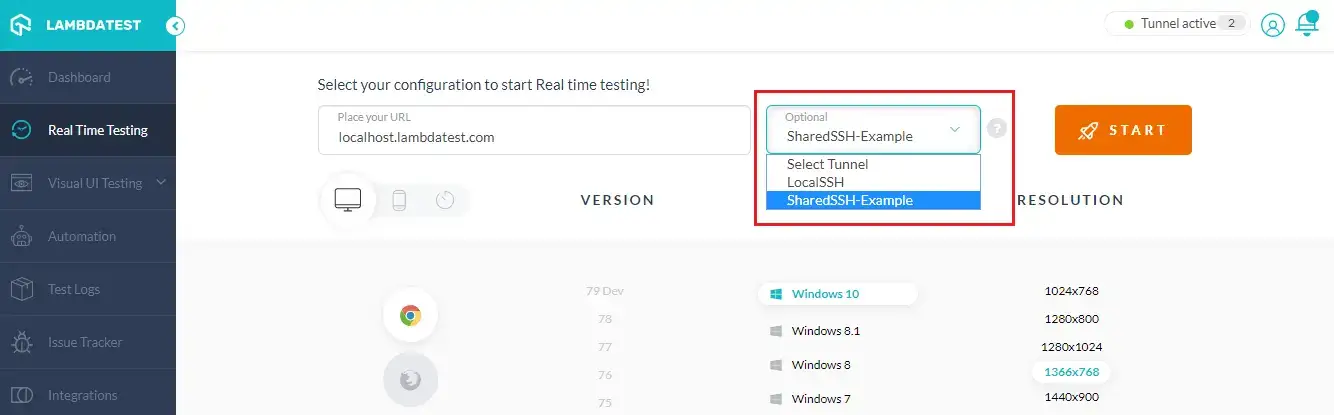 LAMBDATEST
Tunnel active 2
Dashboard
Real Time Testing
Visual UI Testing
Automation
Test Logs
Issue Tracker
Integrations
Select your configuration to start Real time testing!
Place your URL
localhost.lambdatest.com
Optional
SharedSSH-Example
?
START
Select Tunnel
LocalSSH
SharedSSH-Example
VERSION
RESOLUTION
79 Dev
78
77
76
75
Windows 10
Windows 8.1
Windows 8
Windows 7
1024x768
1280x800
1280x1024
1366x768
1440x900